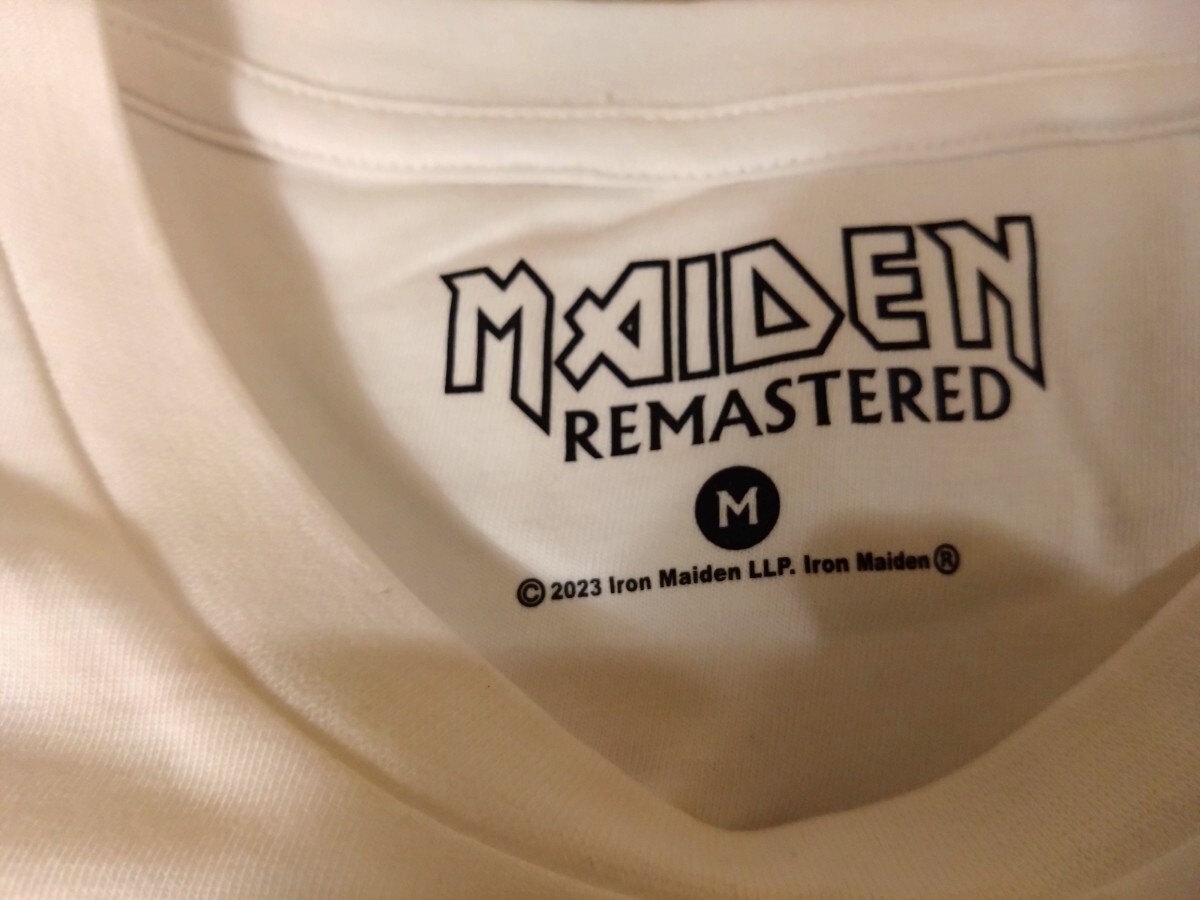 MAIDEN
REMASTERED
M
© 2023 Iron Maiden LLP. Iron Maiden®